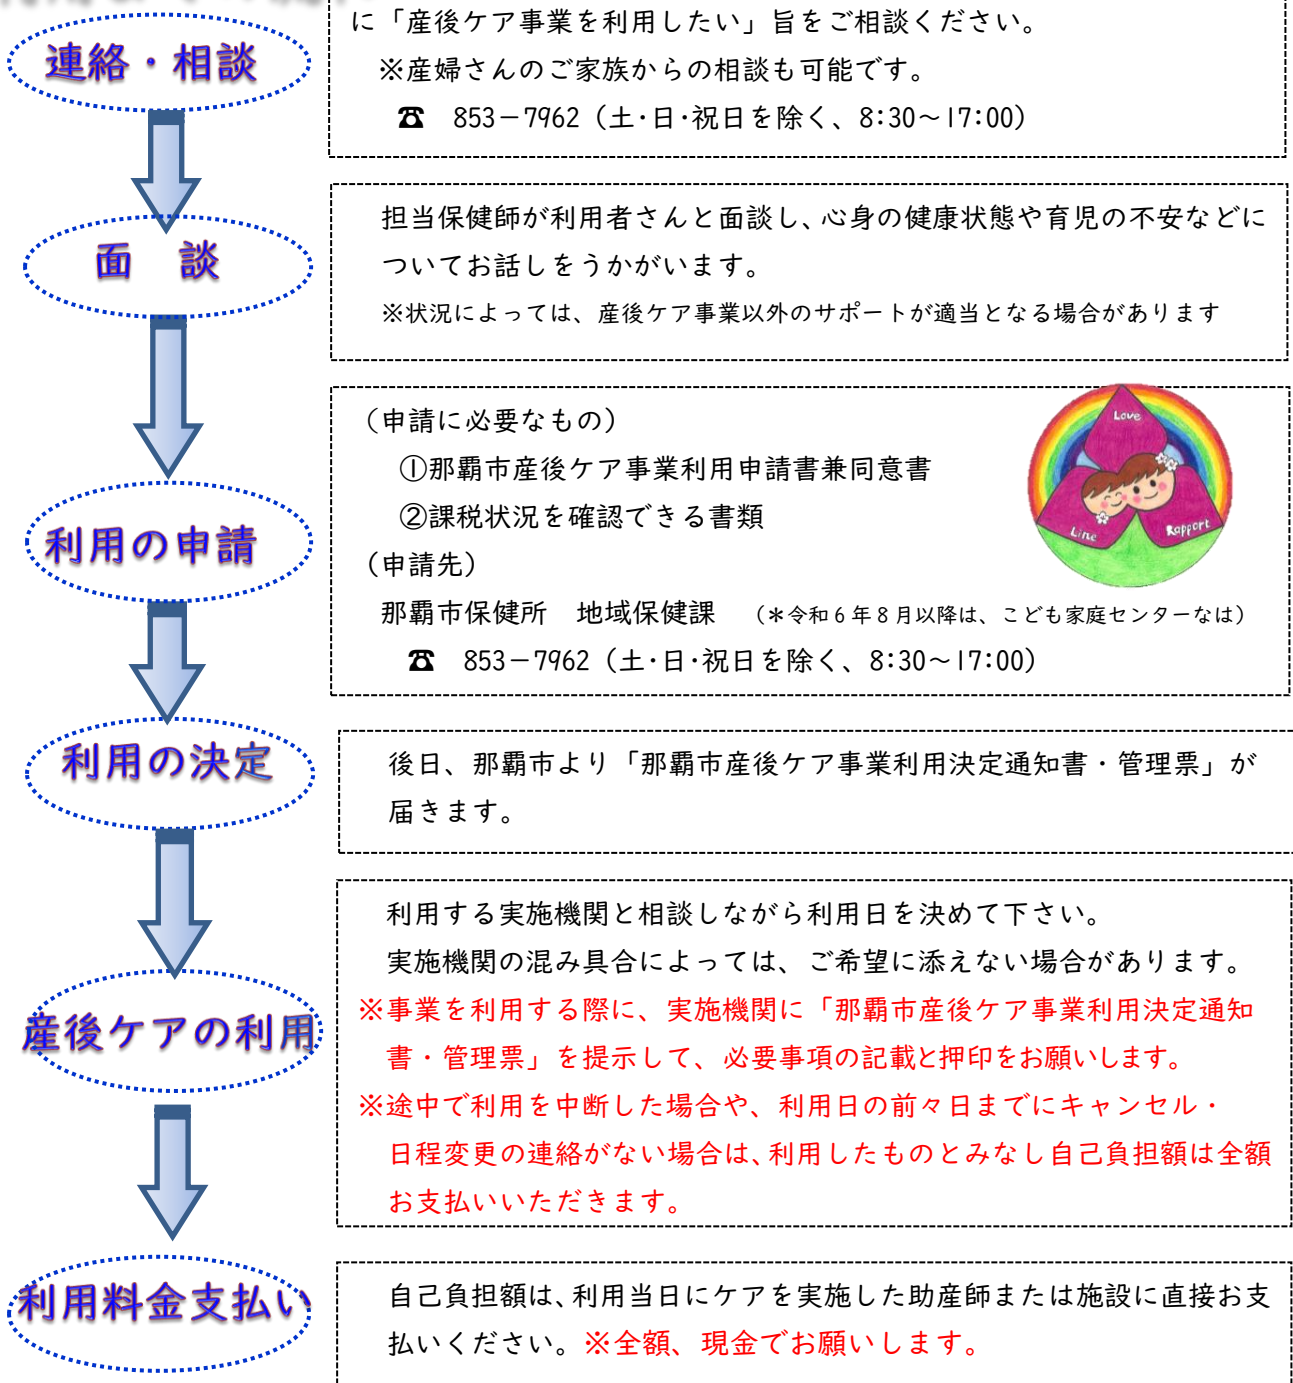 連絡・相談
に「産後ケア事業を利用したい」旨をご相談ください。
※産婦さんのご家族からの相談も可能です。
☎ 853-7962（土・日・祝日を除く、8:30～17:00）
面 談
担当保健師が利用者さんと面談し、心身の健康状態や育児の不安などに
ついてお話しをうかがいます。
※状況によっては、産後ケア事業以外のサポートが適当となる場合があります
利用の申請
（申請に必要なもの）
①那覇市産後ケア事業利用申請書兼同意書
②課税状況を確認できる書類
（申請先）
那覇市保健所 地域保健課 （＊令和6年8月以降は、こども家庭センターなは）
☎ 853-7962（土・日・祝日を除く、8:30～17:00）
Love
Line
Rapport
利用の決定
後日、那覇市より「那覇市産後ケア事業利用決定通知書・管理票」が
届きます。
産後ケアの利用
利用する実施機関と相談しながら利用日を決めて下さい。
実施機関の混み具合によっては、ご希望に添えない場合があります。
※事業を利用する際に、実施機関に「那覇市産後ケア事業利用決定通知
書・管理票」を提示して、必要事項の記載と押印をお願いします。
※途中で利用を中断した場合や、利用日の前々日までにキャンセル・
日程変更の連絡がない場合は、利用したものとみなし自己負担額は全額
お支払いいただきます。
利用料金支払い
自己負担額は、利用当日にケアを実施した助産師または施設に直接お支
払いください。※全額、現金でお願いします。